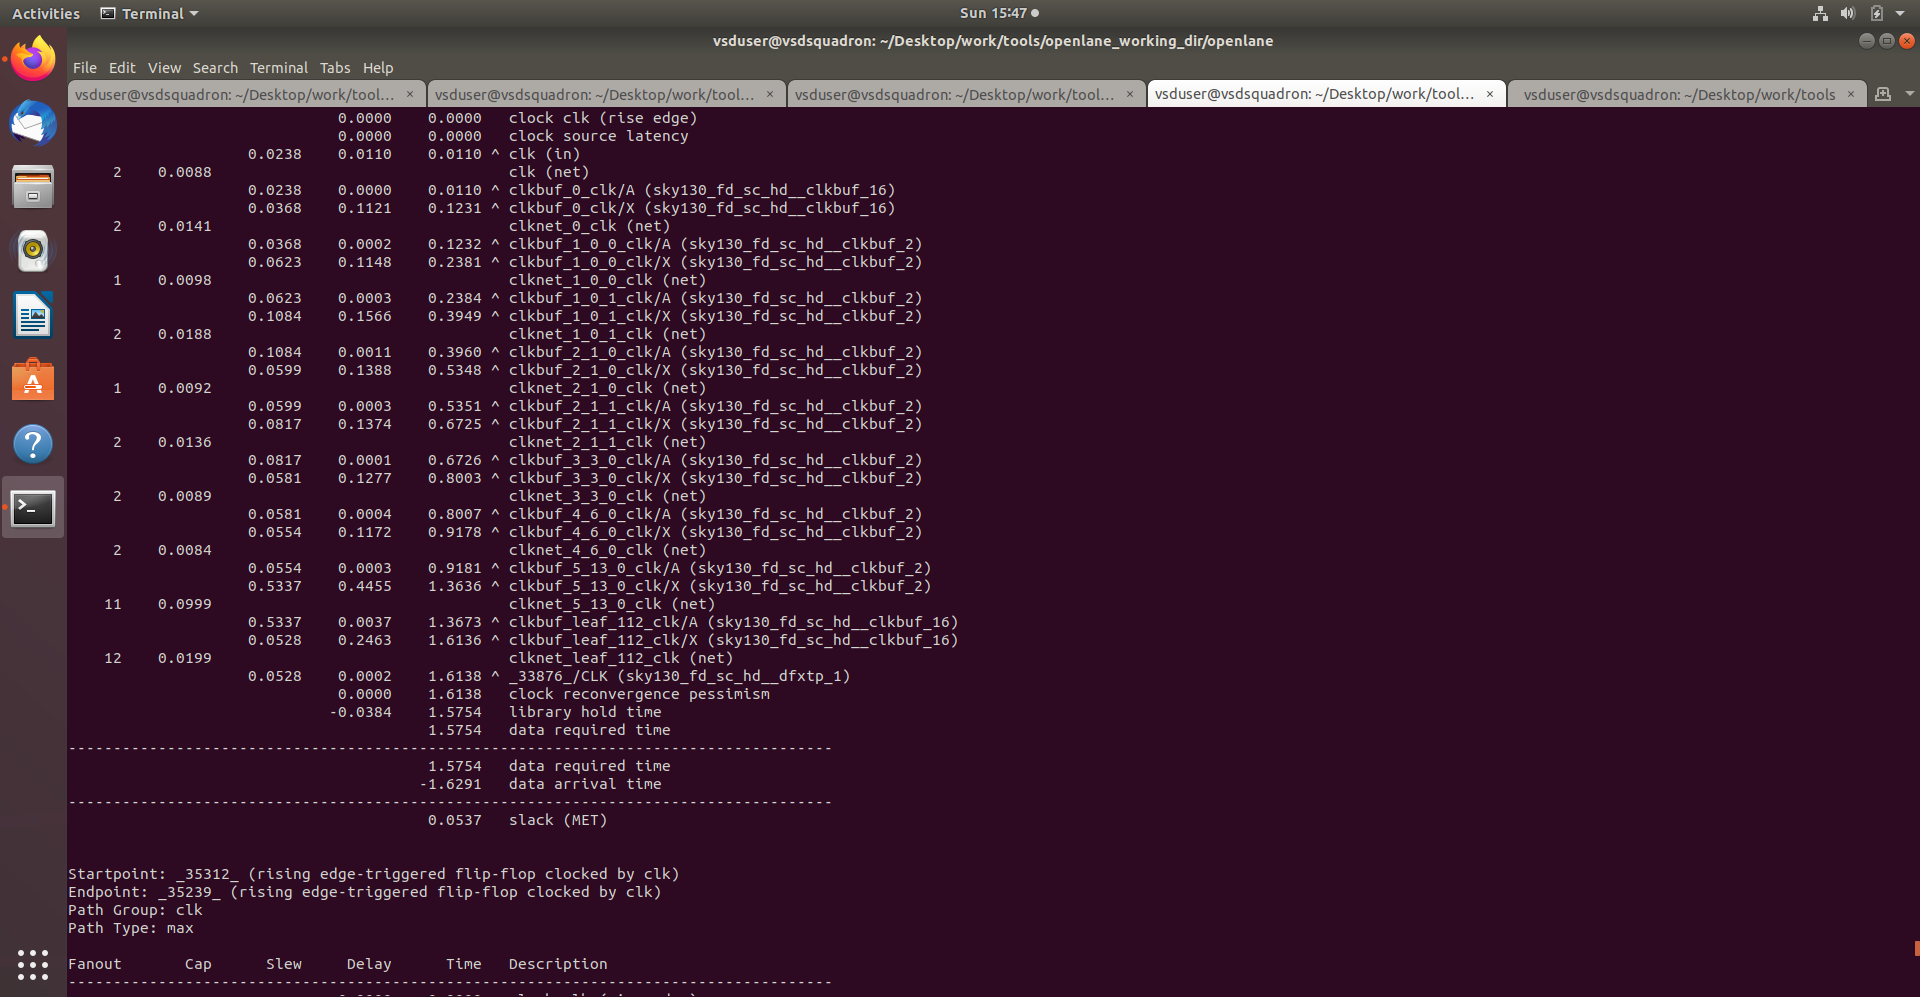 Activities Terminal Sun 15:47
vsduser@vsdsquadron: ~/Desktop/work/tools/openlane_working_dir/openlane
File Edit View Search Terminal Tabs Help
vsduser@vsdsquadron: ~/Desktop/work/tool... × vsduser@vsdsquadron: ~/Desktop/work/tool... × vsduser@vsdsquadron: ~/Desktop/work/tool... × vsduser@vsdsquadron: ~/Desktop/work/tool... × vsduser@vsdsquadron: ~/Desktop/work/tools ×
0.0000 0.0000 clock clk (rise edge)
0.0000 0.0000 clock source latency
0.0238 0.0110 0.0110 ^ clk (in)
2 0.0088 clk (net)
0.0238 0.0000 0.0110 ^ clkbuf_0_clk/A (sky130_fd_sc_hd__clkbuf_16)
0.0368 0.1121 0.1231 ^ clkbuf_0_clk/X (sky130_fd_sc_hd__clkbuf_16)
2 0.0141 clknet_0_clk (net)
0.0368 0.0002 0.1232 ^ clkbuf_1_0_0_clk/A (sky130_fd_sc_hd__clkbuf_2)
0.0623 0.1148 0.2381 ^ clkbuf_1_0_0_clk/X (sky130_fd_sc_hd__clkbuf_2)
1 0.0098 clknet_1_0_0_clk (net)
0.0623 0.0003 0.2384 ^ clkbuf_1_0_1_clk/A (sky130_fd_sc_hd__clkbuf_2)
0.1084 0.1566 0.3949 ^ clkbuf_1_0_1_clk/X (sky130_fd_sc_hd__clkbuf_2)
2 0.0188 clknet_1_0_1_clk (net)
0.1084 0.0011 0.3960 ^ clkbuf_2_1_0_clk/A (sky130_fd_sc_hd__clkbuf_2)
0.0599 0.1388 0.5348 ^ clkbuf_2_1_0_clk/X (sky130_fd_sc_hd__clkbuf_2)
1 0.0092 clknet_2_1_0_clk (net)
0.0599 0.0003 0.5351 ^ clkbuf_2_1_1_clk/A (sky130_fd_sc_hd__clkbuf_2)
0.0817 0.1374 0.6725 ^ clkbuf_2_1_1_clk/X (sky130_fd_sc_hd__clkbuf_2)
2 0.0136 clknet_2_1_1_clk (net)
0.0817 0.0001 0.6726 ^ clkbuf_3_3_0_clk/A (sky130_fd_sc_hd__clkbuf_2)
0.0581 0.1277 0.8003 ^ clkbuf_3_3_0_clk/X (sky130_fd_sc_hd__clkbuf_2)
2 0.0089 clknet_3_3_0_clk (net)
0.0581 0.0004 0.8007 ^ clkbuf_4_6_0_clk/A (sky130_fd_sc_hd__clkbuf_2)
0.0554 0.1172 0.9178 ^ clkbuf_4_6_0_clk/X (sky130_fd_sc_hd__clkbuf_2)
2 0.0084 clknet_4_6_0_clk (net)
0.0554 0.0003 0.9181 ^ clkbuf_5_13_0_clk/A (sky130_fd_sc_hd__clkbuf_2)
0.5337 0.4455 1.3636 ^ clkbuf_5_13_0_clk/X (sky130_fd_sc_hd__clkbuf_2)
11 0.0999 clknet_5_13_0_clk (net)
0.5337 0.0037 1.3673 ^ clkbuf_leaf_112_clk/A (sky130_fd_sc_hd__clkbuf_16)
0.0528 0.2463 1.6136 ^ clkbuf_leaf_112_clk/X (sky130_fd_sc_hd__clkbuf_16)
12 0.0199 clknet_leaf_112_clk (net)
0.0528 0.0002 1.6138 ^ _33876_/CLK (sky130_fd_sc_hd__dfxtp_1)
0.0000 1.6138 clock reconvergence pessimism
-0.0384 1.5754 library hold time
1.5754 data required time
-------------------------------------------------------------------------------------
1.5754 data required time
-1.6291 data arrival time
-------------------------------------------------------------------------------------
0.0537 slack (MET)
Startpoint: _35312_ (rising edge-triggered flip-flop clocked by clk)
Endpoint: _35239_ (rising edge-triggered flip-flop clocked by clk)
Path Group: clk
Path Type: max
Fanout Cap Slew Delay Time Description
-------------------------------------------------------------------------------------